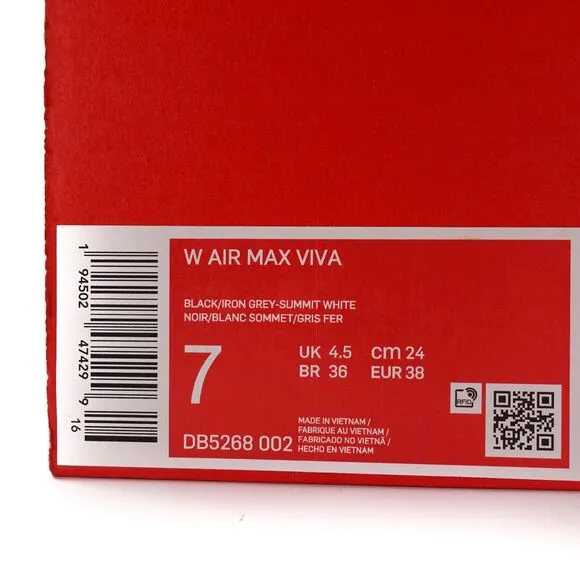 W AIR MAX VIVA
BLACK/IRON GREY-SUMMIT WHITE
NOIR/BLANC SOMMET/GRIS FER
7
UK 4.5 cm 24
BR 36 EUR 38
DB5268 002
MADE IN VIETNAM /
FABRIQUE AU VIETNAM /
FABRICADO NO VIETNÃ /
HECHO EN VIETNAM
RFID
1 94502 47429 9 16